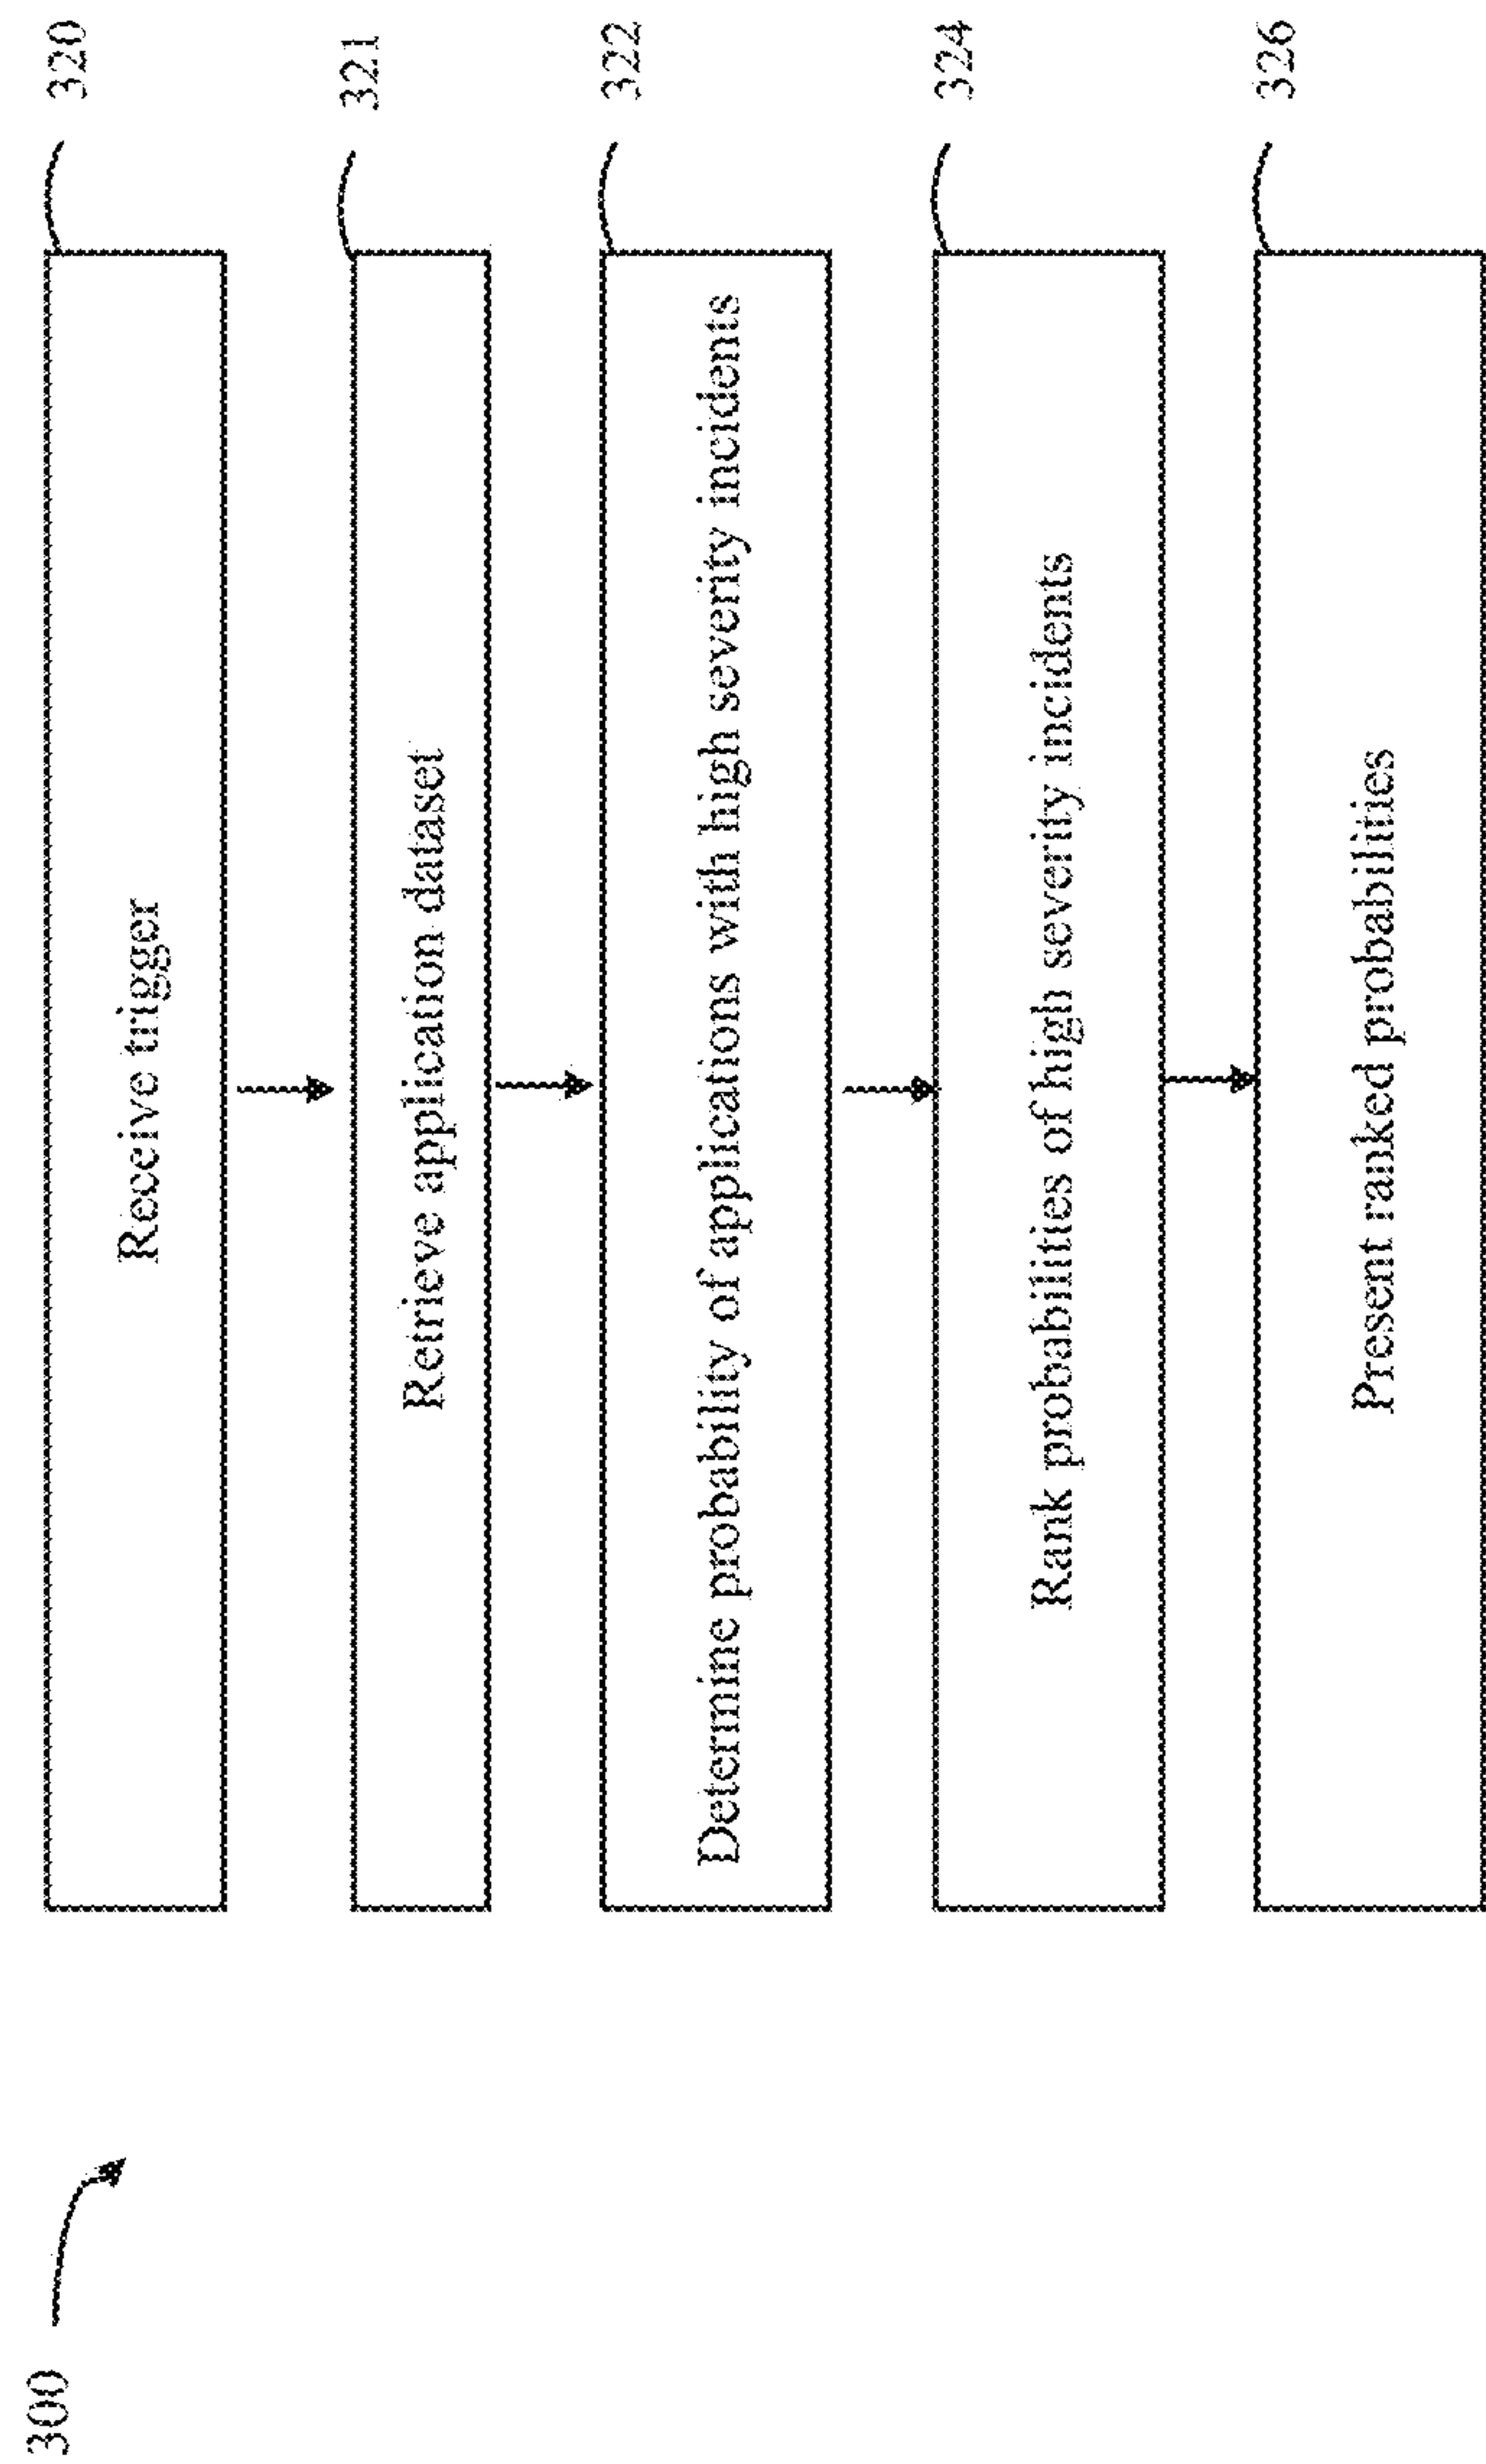 300
Receive trigger
320
Retrieve application dataset
321
Determine probability of applications with high severity incidents
322
Rank probabilities of high severity incidents
324
Present ranked probabilities
326